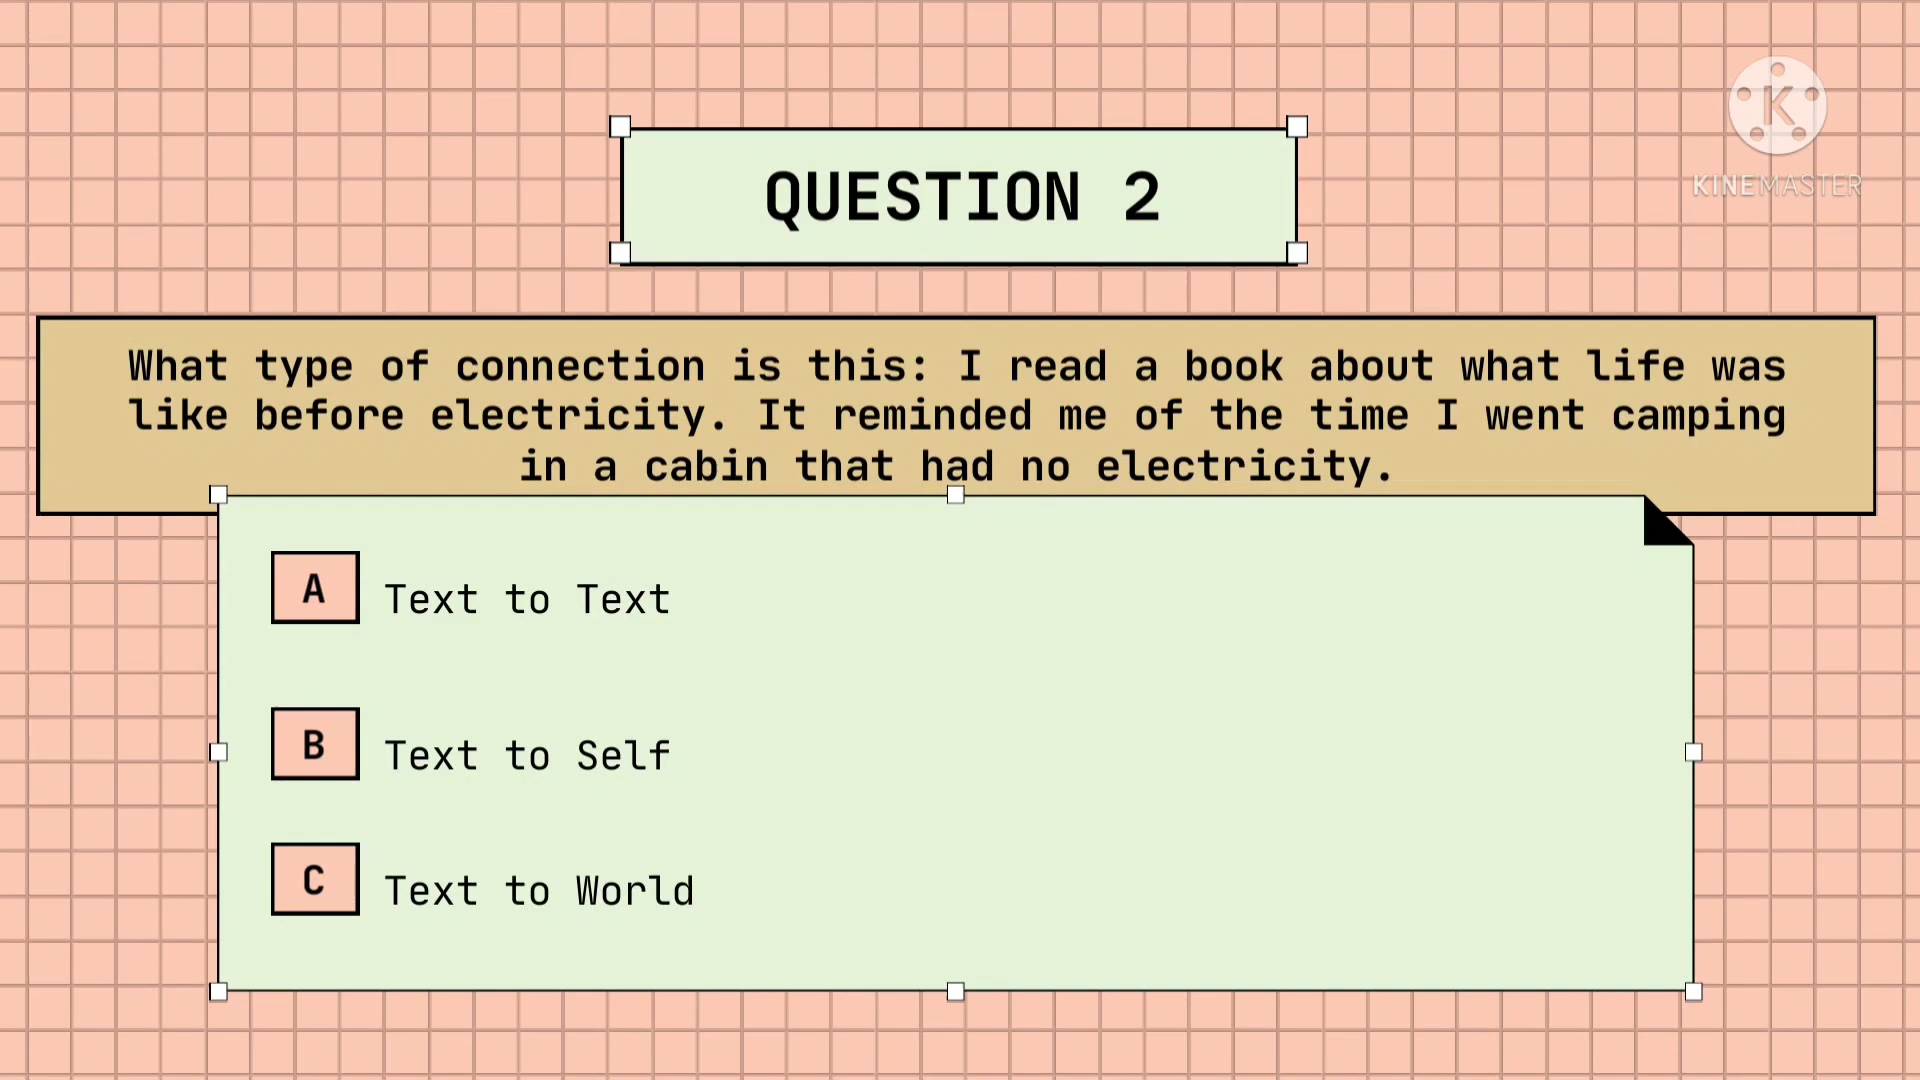 K
KINEMASTER
QUESTION 2
What type of connection is this: I read a book about what life was
like before electricity. It reminded me of the time I went camping
in a cabin that had no electricity.
A
Text to Text
B
Text to Self
C
Text to World